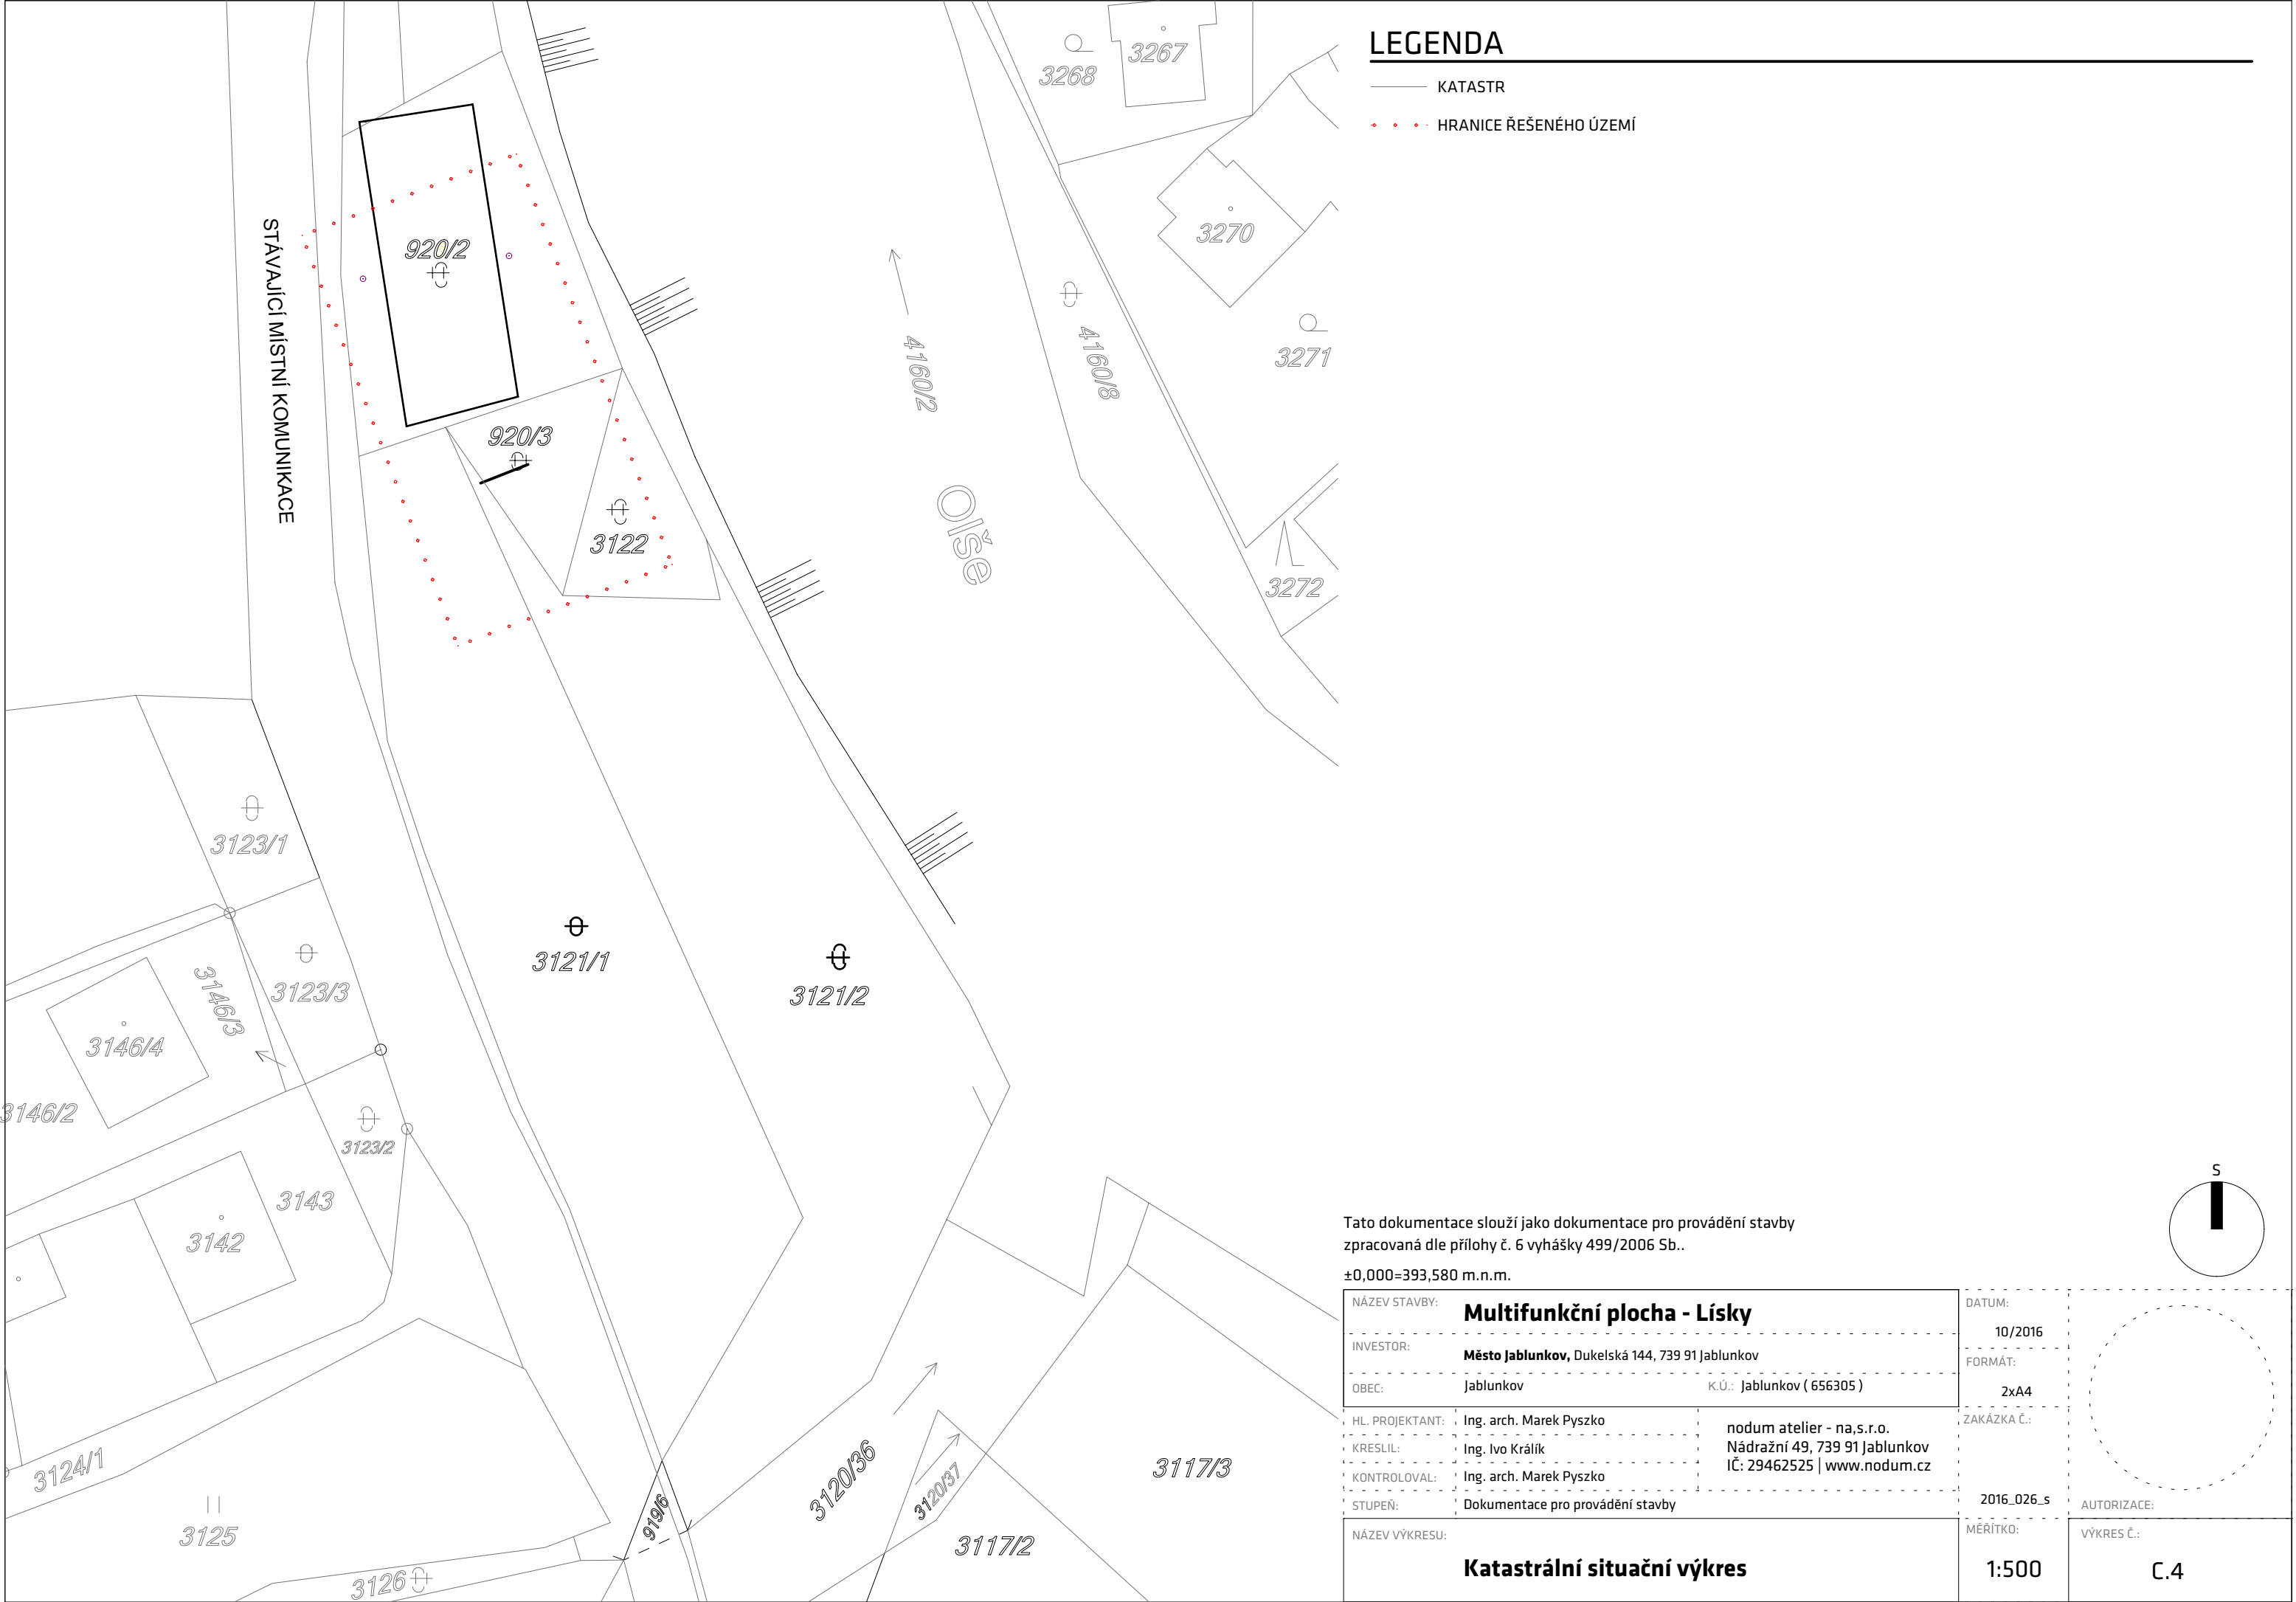 LEGENDA
KATASTR
HRANICE ŘEŠENÉHO ÚZEMÍ
3267
3268
3270
3271
3272
4160/8
4160/2
Olše
STÁVAJÍCÍ MÍSTNÍ KOMUNIKACE
920/2
920/3
3122
3123/1
3121/1
3121/2
3123/3
3146/3
3146/4
3146/2
3123/2
3143
3142
3124/1
3125
3126
919/6
3120/36
3120/37
3117/3
3117/2
S
Tato dokumentace slouží jako dokumentace pro provádění stavby
zpracovaná dle přílohy č. 6 vyhášky 499/2006 Sb..
±0,000=393,580 m.n.m.
NÁZEV STAVBY: Multifunkční plocha - Lísky
INVESTOR: Město Jablunkov, Dukelská 144, 739 91 Jablunkov
OBEC: Jablunkov K.Ú.: Jablunkov ( 656305 )
HL. PROJEKTANT: Ing. arch. Marek Pyszko
KRESLIL: Ing. Ivo Králík
KONTROLOVAL: Ing. arch. Marek Pyszko
STUPEŇ: Dokumentace pro provádění stavby
nodum atelier - na,s.r.o.
Nádražní 49, 739 91 Jablunkov
IČ: 29462525 | www.nodum.cz
NÁZEV VÝKRESU:
Katastrální situační výkres
DATUM:
10/2016
FORMÁT:
2xA4
ZAKÁZKA Č.:
2016_026_s
MĚŘÍTKO:
1:500
AUTORIZACE:
VÝKRES Č.:
C.4